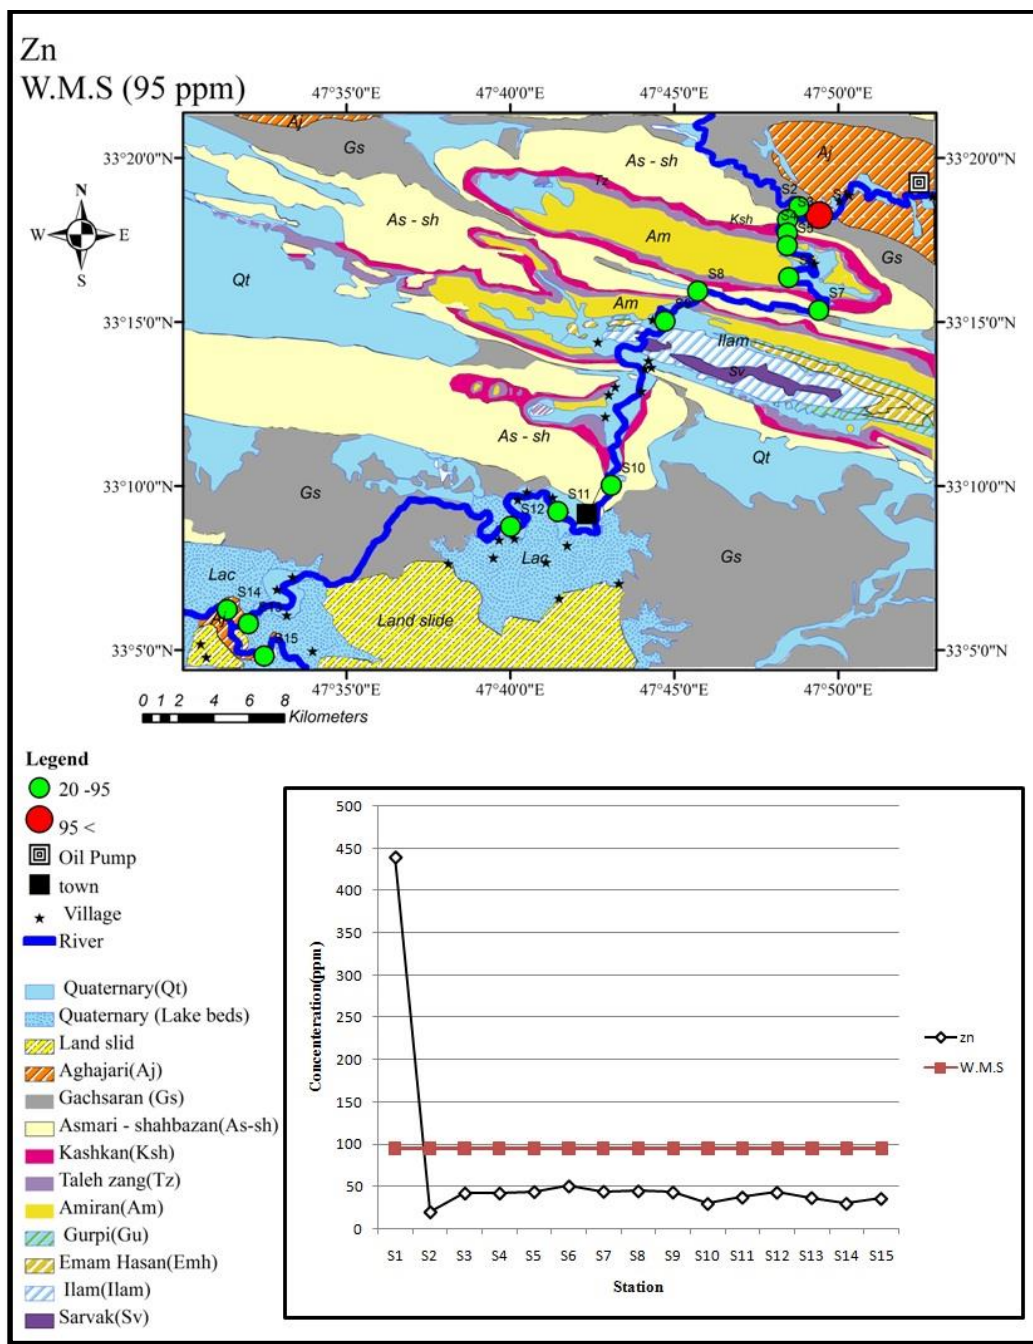 Zn
W.M.S (95 ppm)
47°35'0"E 47°40'0"E 47°45'0"E 47°50'0"E
33°20'0"N 33°20'0"N
33°15'0"N 33°15'0"N
33°10'0"N 33°10'0"N
33°5'0"N 33°5'0"N
47°35'0"E 47°40'0"E 47°45'0"E 47°50'0"E
N
W E
S
Aj
Gs
As - sh
Aj
Tz
S2
S3
As - sh
Ksh
S4
S5
Am
Gs
Qt
S8
S7
Am
Ilam
Sv
As - sh
Qt
S10
Gs
S11
S12
Gs
Lac
Lac
S14
Land slide
S15
0 1 2 4 6 8
Kilometers
Legend
20 -95
95 <
Oil Pump
town
Village
River
Quaternary(Qt)
Quaternary (Lake beds)
Land slid
Aghajari(Aj)
Gachsaran (Gs)
Asmari - shahbazan(As-sh)
Kashkan(Ksh)
Taleh zang(Tz)
Amiran(Am)
Gurpi(Gu)
Emam Hasan(Emh)
Ilam(Ilam)
Sarvak(Sv)
500
450
400
350
300
250
200
150
100
50
0
Concenteration(ppm)
S1 S2 S3 S4 S5 S6 S7 S8 S9 S10 S11 S12 S13 S14 S15
Station
zn
W.M.S